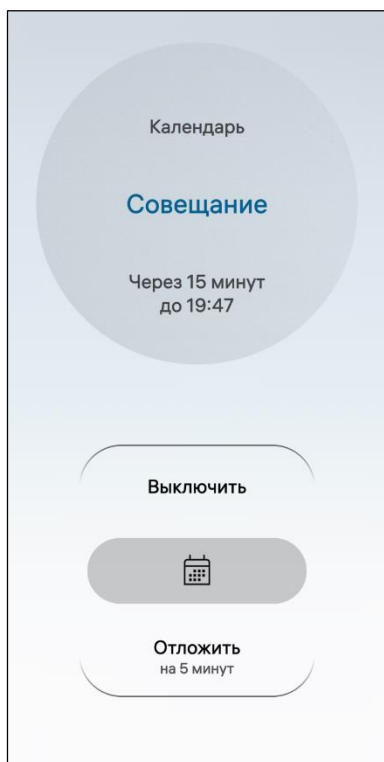 Календарь
Совещание
Через 15 минут
до 19:47
Выключить
Отложить
на 5 минут